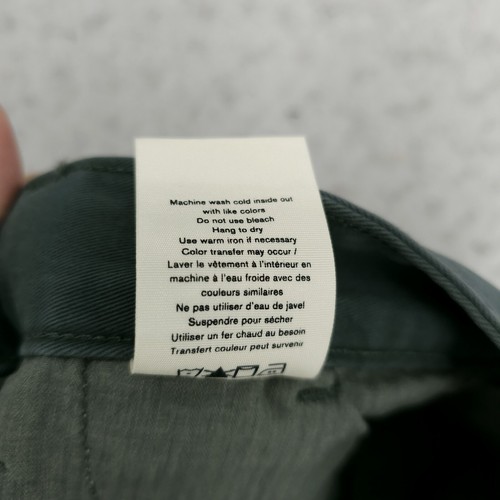 Machine wash cold inside out
with like colors
Do not use bleach
Hang to dry
Use warm iron if necessary
Color transfer may occur /
Laver le vêtement à l'intérieur en
machine à l'eau froide avec des
couleurs similaires
Ne pas utiliser d'eau de javel
Suspendre pour sécher
Utiliser un fer chaud au besoin
Transfert couleur peut survenir